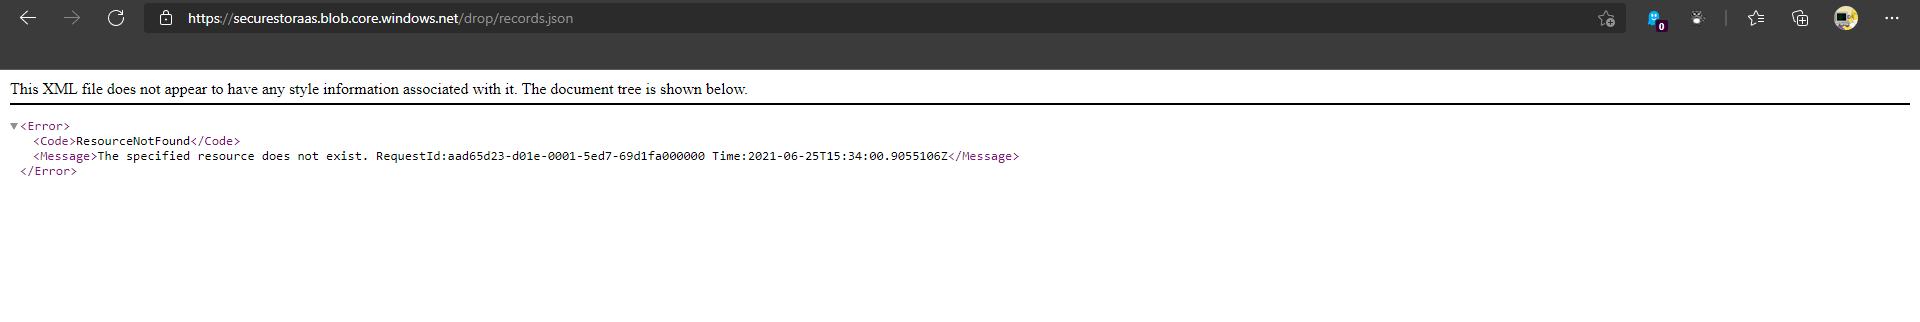 https://securestoraas.blob.core.windows.net/drop/records.json
0
This XML file does not appear to have any style information associated with it. The document tree is shown below.
<Error>
<Code>ResourceNotFound</Code>
<Message>The specified resource does not exist. RequestId:aad65d23-d01e-0001-5ed7-69d1fa000000 Time:2021-06-25T15:34:00.9055106Z</Message>
</Error>